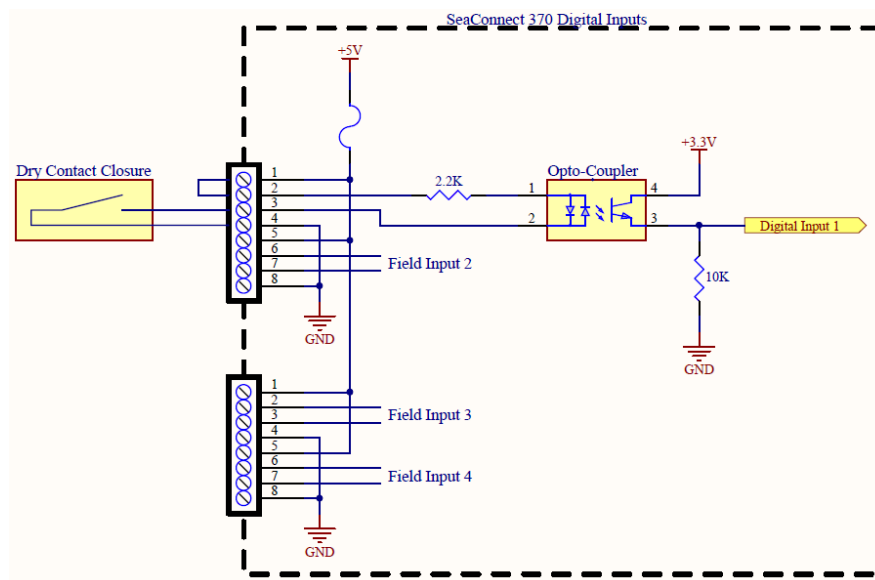 SeaConnect 370 Digital Inputs
+5V
+3.3V
Dry Contact Closure
Opto-Coupler
1
2
3
4
5
6
7
8
2.2K
1
2
4
3
Digital Input 1
Field Input 2
10K
GND
GND
1
2
3
4
5
6
7
8
Field Input 3
Field Input 4
GND